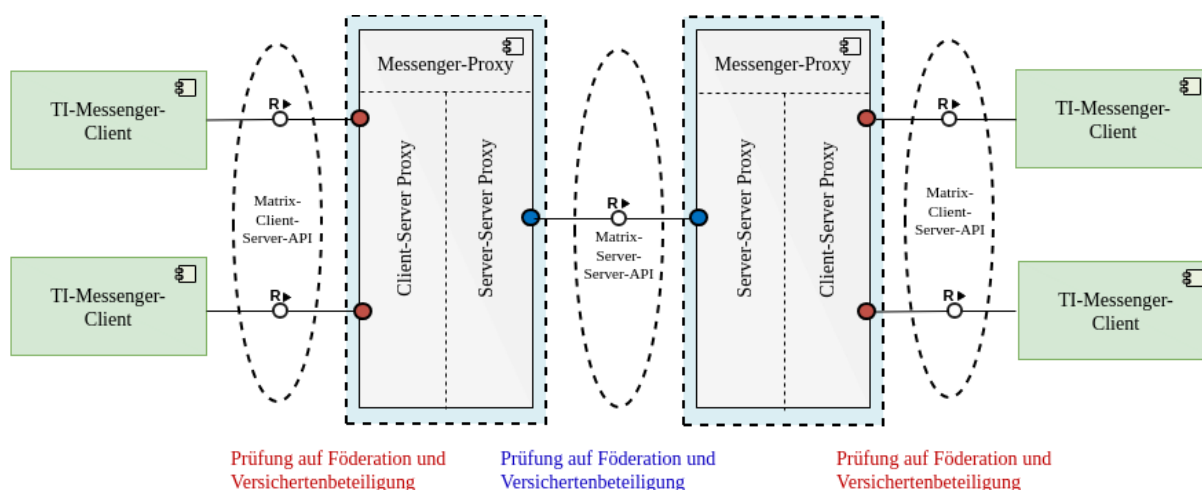 Messenger-Proxy
Messenger-Proxy
TI-Messenger-
Client
R
R
TI-Messenger-
Client
Matrix-
Client-
Server-API
Client-Server Proxy
Server-Server Proxy
R
Matrix-
Server-
Server-API
Server-Server Proxy
Client-Server Proxy
Matrix-
Client-
Server-API
TI-Messenger-
Client
R
R
TI-Messenger-
Client
Prüfung auf Föderation und
Versichertenbeteiligung
Prüfung auf Föderation und
Versichertenbeteiligung
Prüfung auf Föderation und
Versichertenbeteiligung